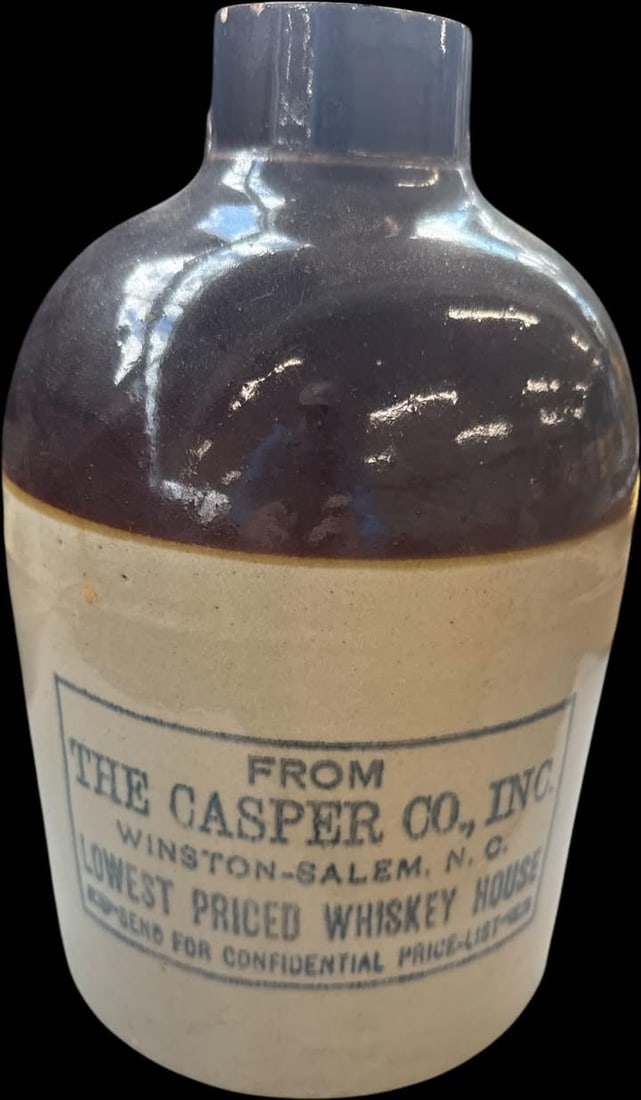 FROM
THE CASPER CO., INC.
WINSTON-SALEM, N. C.
LOWEST PRICED WHISKEY HOUSE
SEND FOR CONFIDENTIAL PRICE-LIST